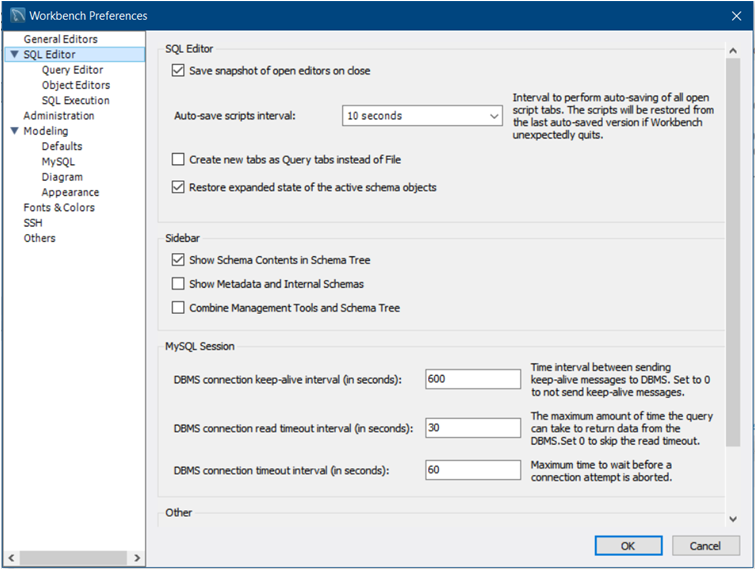 Workbench Preferences
General Editors
SQL Editor
Query Editor
Object Editors
SQL Execution
Administration
Modeling
Defaults
MySQL
Diagram
Appearance
Fonts & Colors
SSH
Others
SQL Editor
Save snapshot of open editors on close
Auto-save scripts interval:
10 seconds
Interval to perform auto-saving of all open
script tabs. The scripts will be restored from
the last auto-saved version if Workbench
unexpectedly quits.
Create new tabs as Query tabs instead of File
Restore expanded state of the active schema objects
Sidebar
Show Schema Contents in Schema Tree
Show Metadata and Internal Schemas
Combine Management Tools and Schema Tree
MySQL Session
DBMS connection keep-alive interval (in seconds):
600
Time interval between sending
keep-alive messages to DBMS. Set to 0
to not send keep-alive messages.
DBMS connection read timeout interval (in seconds):
30
The maximum amount of time the query
can take to return data from the
DBMS.Set 0 to skip the read timeout.
DBMS connection timeout interval (in seconds):
60
Maximum time to wait before a
connection attempt is aborted.
Other
OK
Cancel